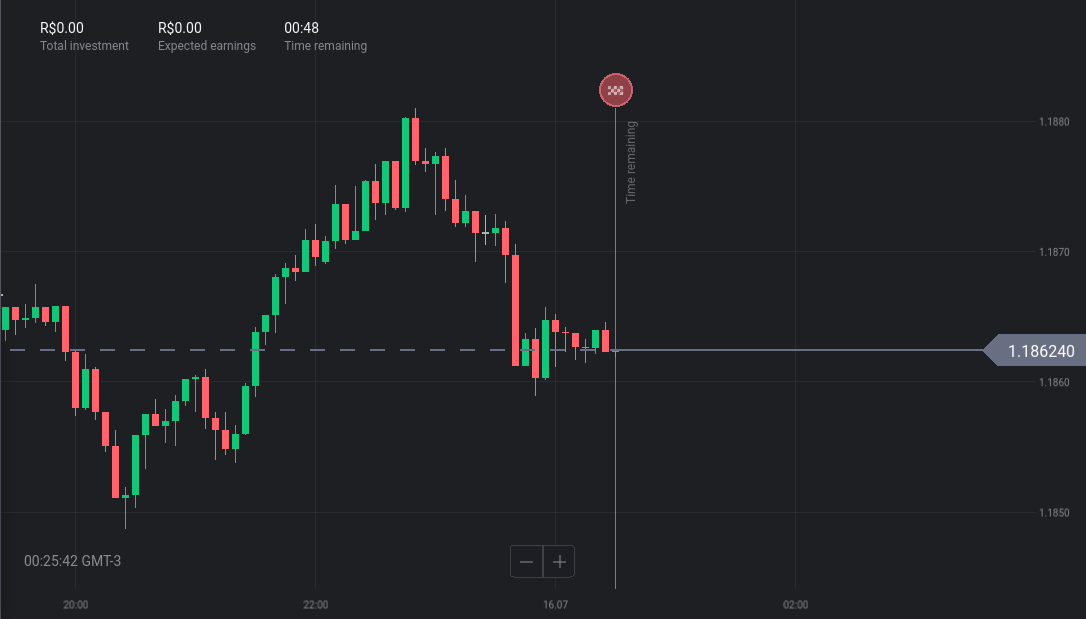 R$0.00 R$0.00 00:48
Total investment Expected earnings Time remaining
1.1880
Time remaining
1.1870
1.186240
1.1860
1.1850
00:25:42 GMT-3
20:00 22:00 16.07 02:00